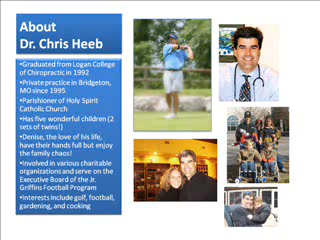 About
Dr. Chris Heeb
•Graduated from Logan College
of Chiropractic in 1992
•Private practice in Bridgeton,
MO since 1995
•Parishioner of Holy Spirit
Catholic Church
•Has five wonderful children (2
sets of twins!)
•Denise, the love of his life,
have their hands full but enjoy
the family chaos!
•Involved in various charitable
organizations and serve on the
Executive Board of the Jr.
Griffins Football Program
•Interests include golf, football,
gardening, and cooking